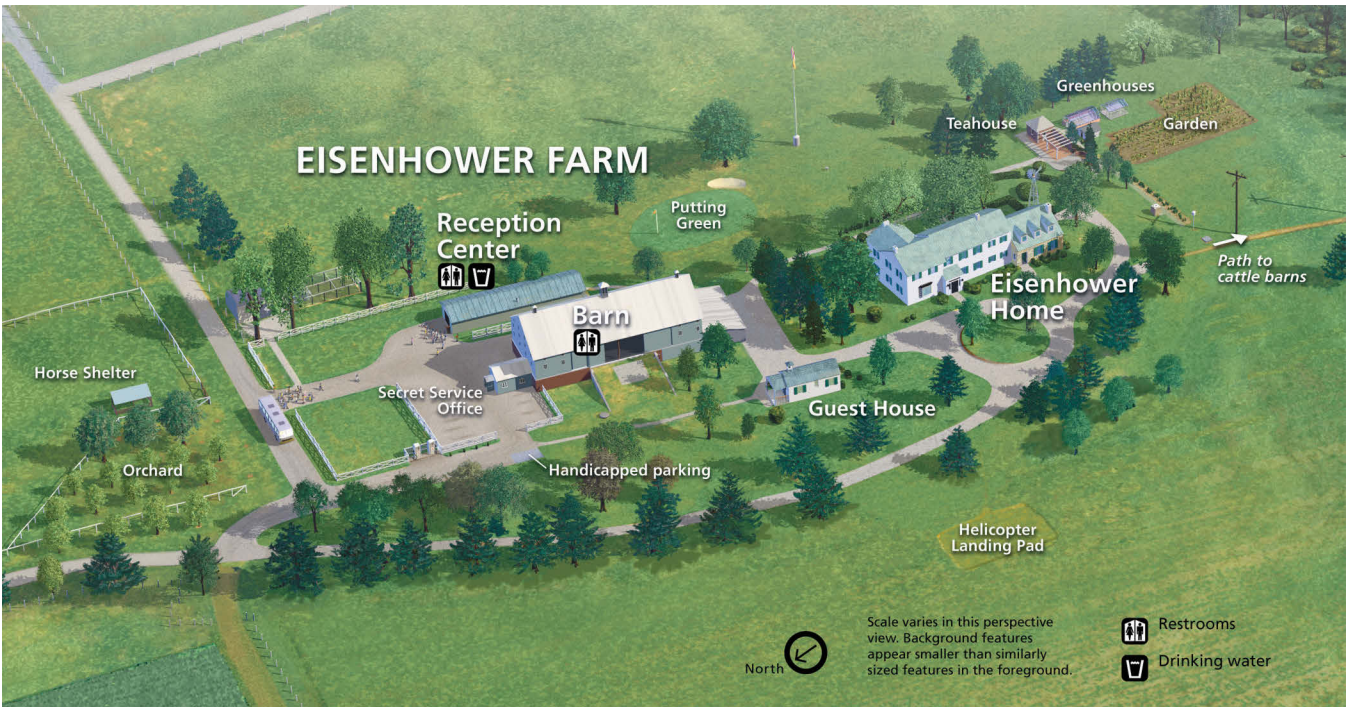 Greenhouses
Teahouse
Garden
EISENHOWER FARM
Putting
Green
Reception
Center
Path to
cattle barns
Eisenhower
Home
Barn
Horse Shelter
Secret Service
Office
Guest House
Orchard
Handicapped parking
Helicopter
Landing Pad
North
Scale varies in this perspective
view. Background features
appear smaller than similarly
sized features in the foreground.
Restrooms
Drinking water